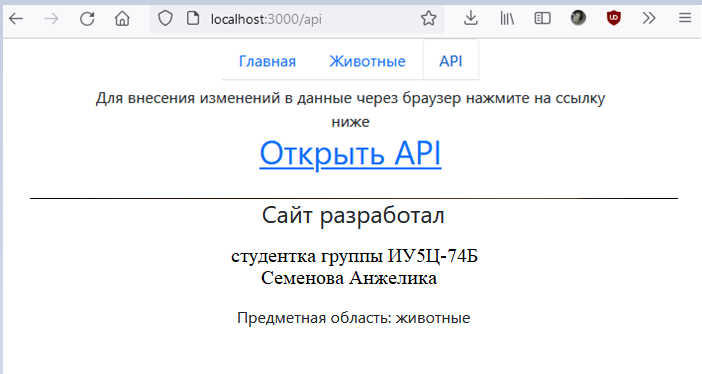 localhost:3000/api
Главная Животные API
Для внесения изменений в данные через браузер нажмите на ссылку
ниже
Открыть API
Сайт разработал
студентка группы ИУ5Ц-74Б
Семенова Анжелика
Предметная область: животные